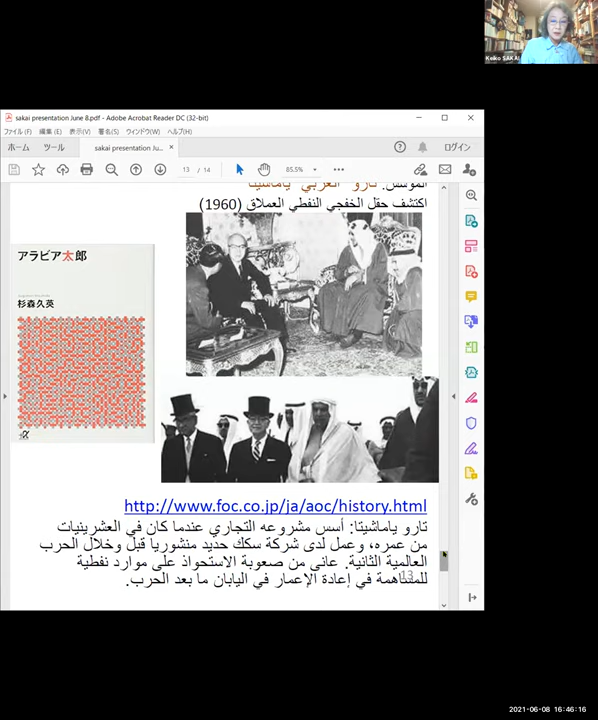 Keiko SAKAI
sakai presentation June 8.pdf - Adobe Acrobat Reader DC (32-bit)
ファイル(F) 編集(E) 表示(V) 署名(S) ウィンドウ(W) ヘルプ(H)
ホーム ツール sakai presentation Ju... × ログイン
13 / 14 85.5%
المؤسس: تارو "العربي" ياماشيتا
اكتشف حقل الخفجي النفطي العملاق (1960)
アラビア太郎
杉森久英
+α
http://www.foc.co.jp/ja/aoc/history.html
تارو ياماشيتا: أسس مشروعه التجاري عندما كان في العشرينيات
من عمره، وعمل لدى شركة سكك حديد منشوريا قبل وخلال الحرب
العالمية الثانية. عانى من صعوبة الاستحواذ على موارد نفطية
للمساهمة في إعادة الإعمار في اليابان ما بعد الحرب.
13
2021-06-08 16:46:16